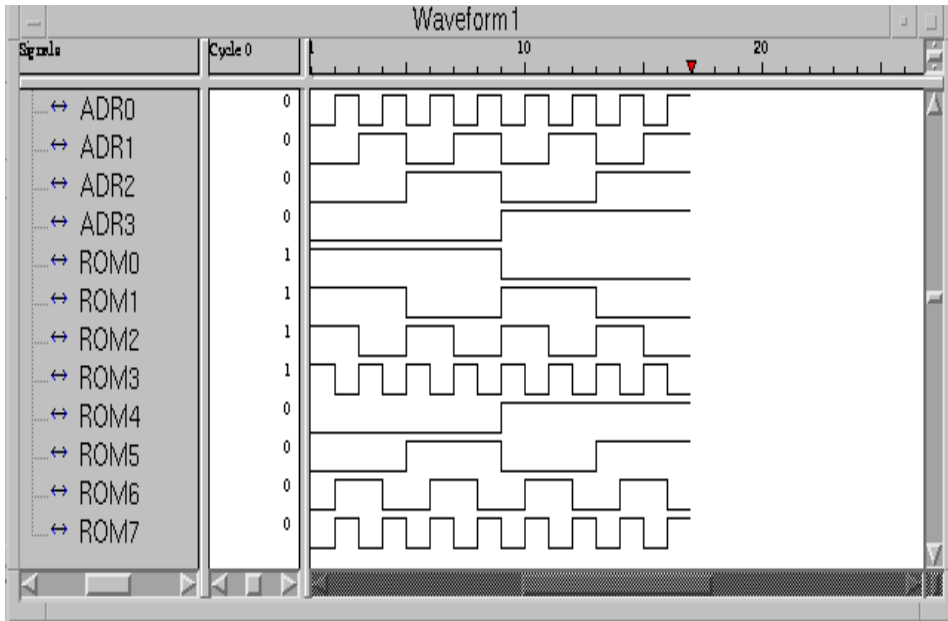 Waveform1
Signals Cycle 0 1 10 20
ADR0 0
ADR1 0
ADR2 0
ADR3 0
ROM0 1
ROM1 1
ROM2 1
ROM3 1
ROM4 0
ROM5 0
ROM6 0
ROM7 0